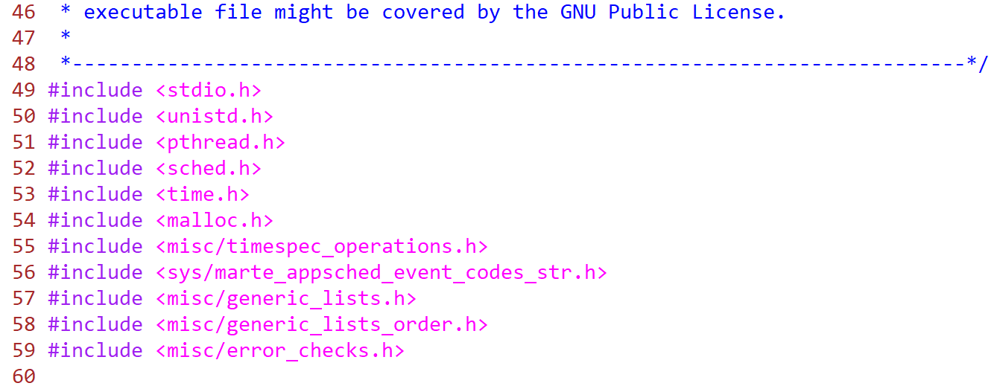 46  * executable file might be covered by the GNU Public License.
47  *
48  *---------------------------------------------------------------------------*/
49 #include <stdio.h>
50 #include <unistd.h>
51 #include <pthread.h>
52 #include <sched.h>
53 #include <time.h>
54 #include <malloc.h>
55 #include <misc/timespec_operations.h>
56 #include <sys/marte_appsched_event_codes_str.h>
57 #include <misc/generic_lists.h>
58 #include <misc/generic_lists_order.h>
59 #include <misc/error_checks.h>
60